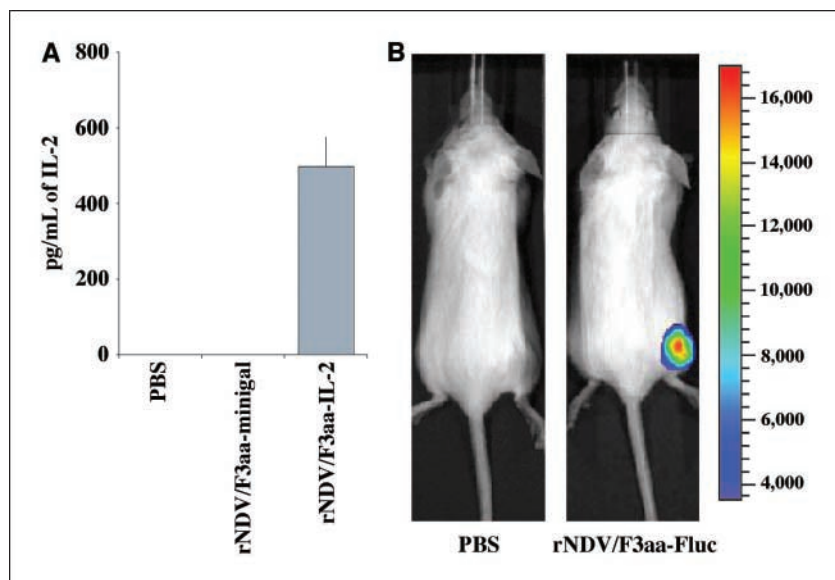 A
800
600
400
200
0
pg/mL of IL-2
PBS
rNDV/F3aa-minigal
rNDV/F3aa-IL-2
B
PBS
rNDV/F3aa-Fluc
16,000
14,000
12,000
10,000
8,000
6,000
4,000